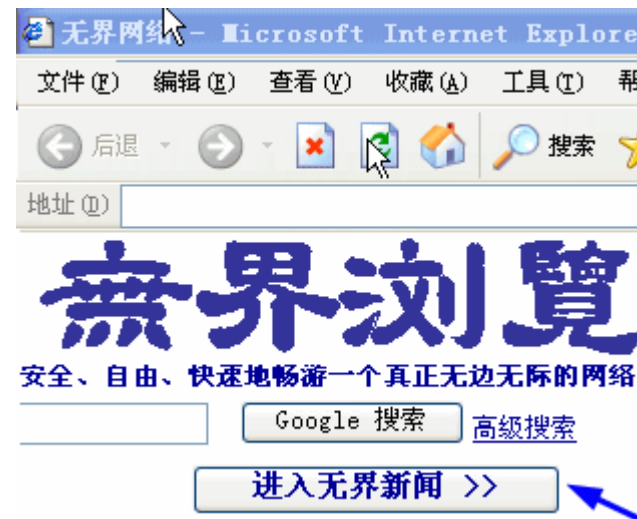 无界网络 - Microsoft Internet Explore
文件(F) 编辑(E) 查看(V) 收藏(A) 工具(T) 帮
后退 搜索
地址(D)
無界浏覽
安全、自由、快速地畅游一个真正无边无际的网络
Google 搜索 高级搜索
进入无界新闻 >>